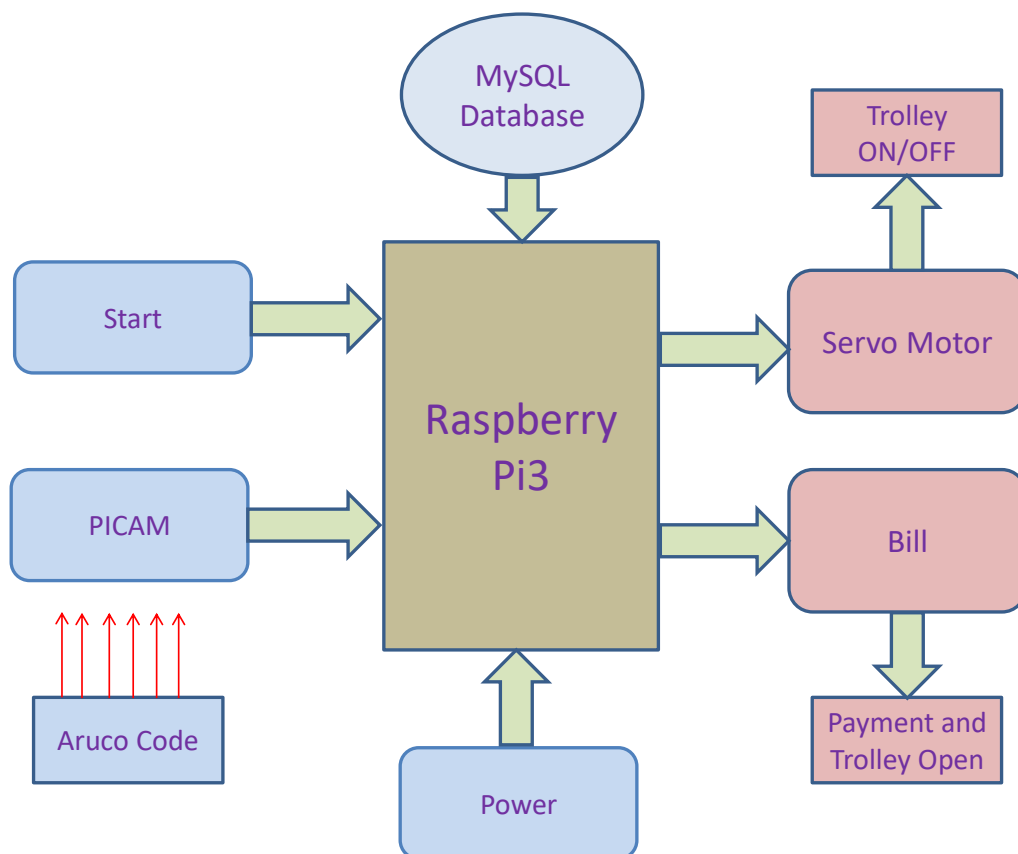 MySQL
Database
Trolley
ON/OFF
Start
Servo Motor
Raspberry
Pi3
PICAM
Bill
Aruco Code
Payment and
Trolley Open
Power